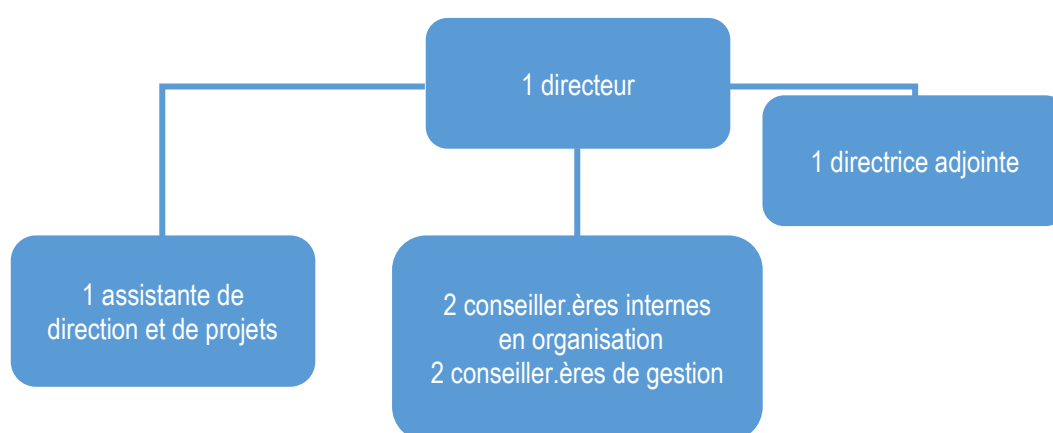 1 directeur
1 directrice adjointe
1 assistante de
direction et de projets
2 conseiller.ères internes
en organisation
2 conseiller.ères de gestion